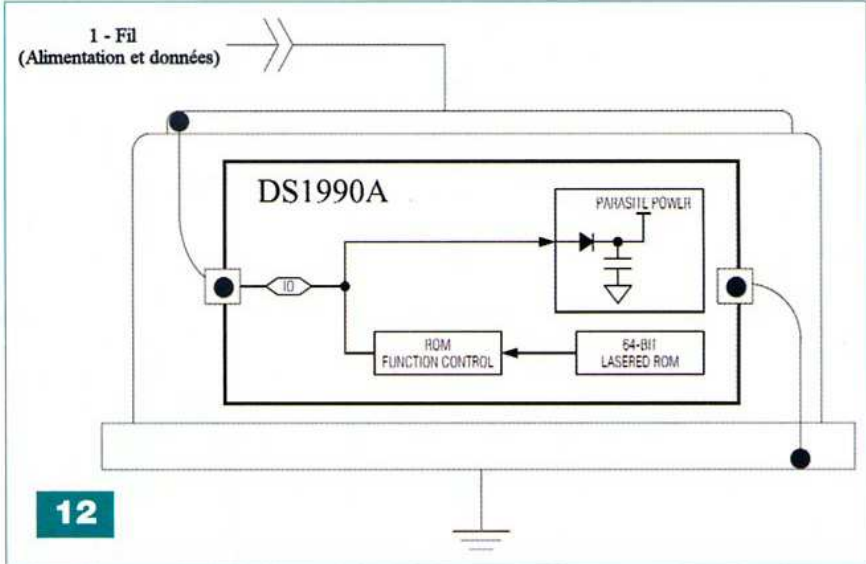 1 - Fil
(Alimentation et données)
DS1990A
PARASITE POWER
IO
ROM
FUNCTION CONTROL
64-BIT
LASERED ROM
12